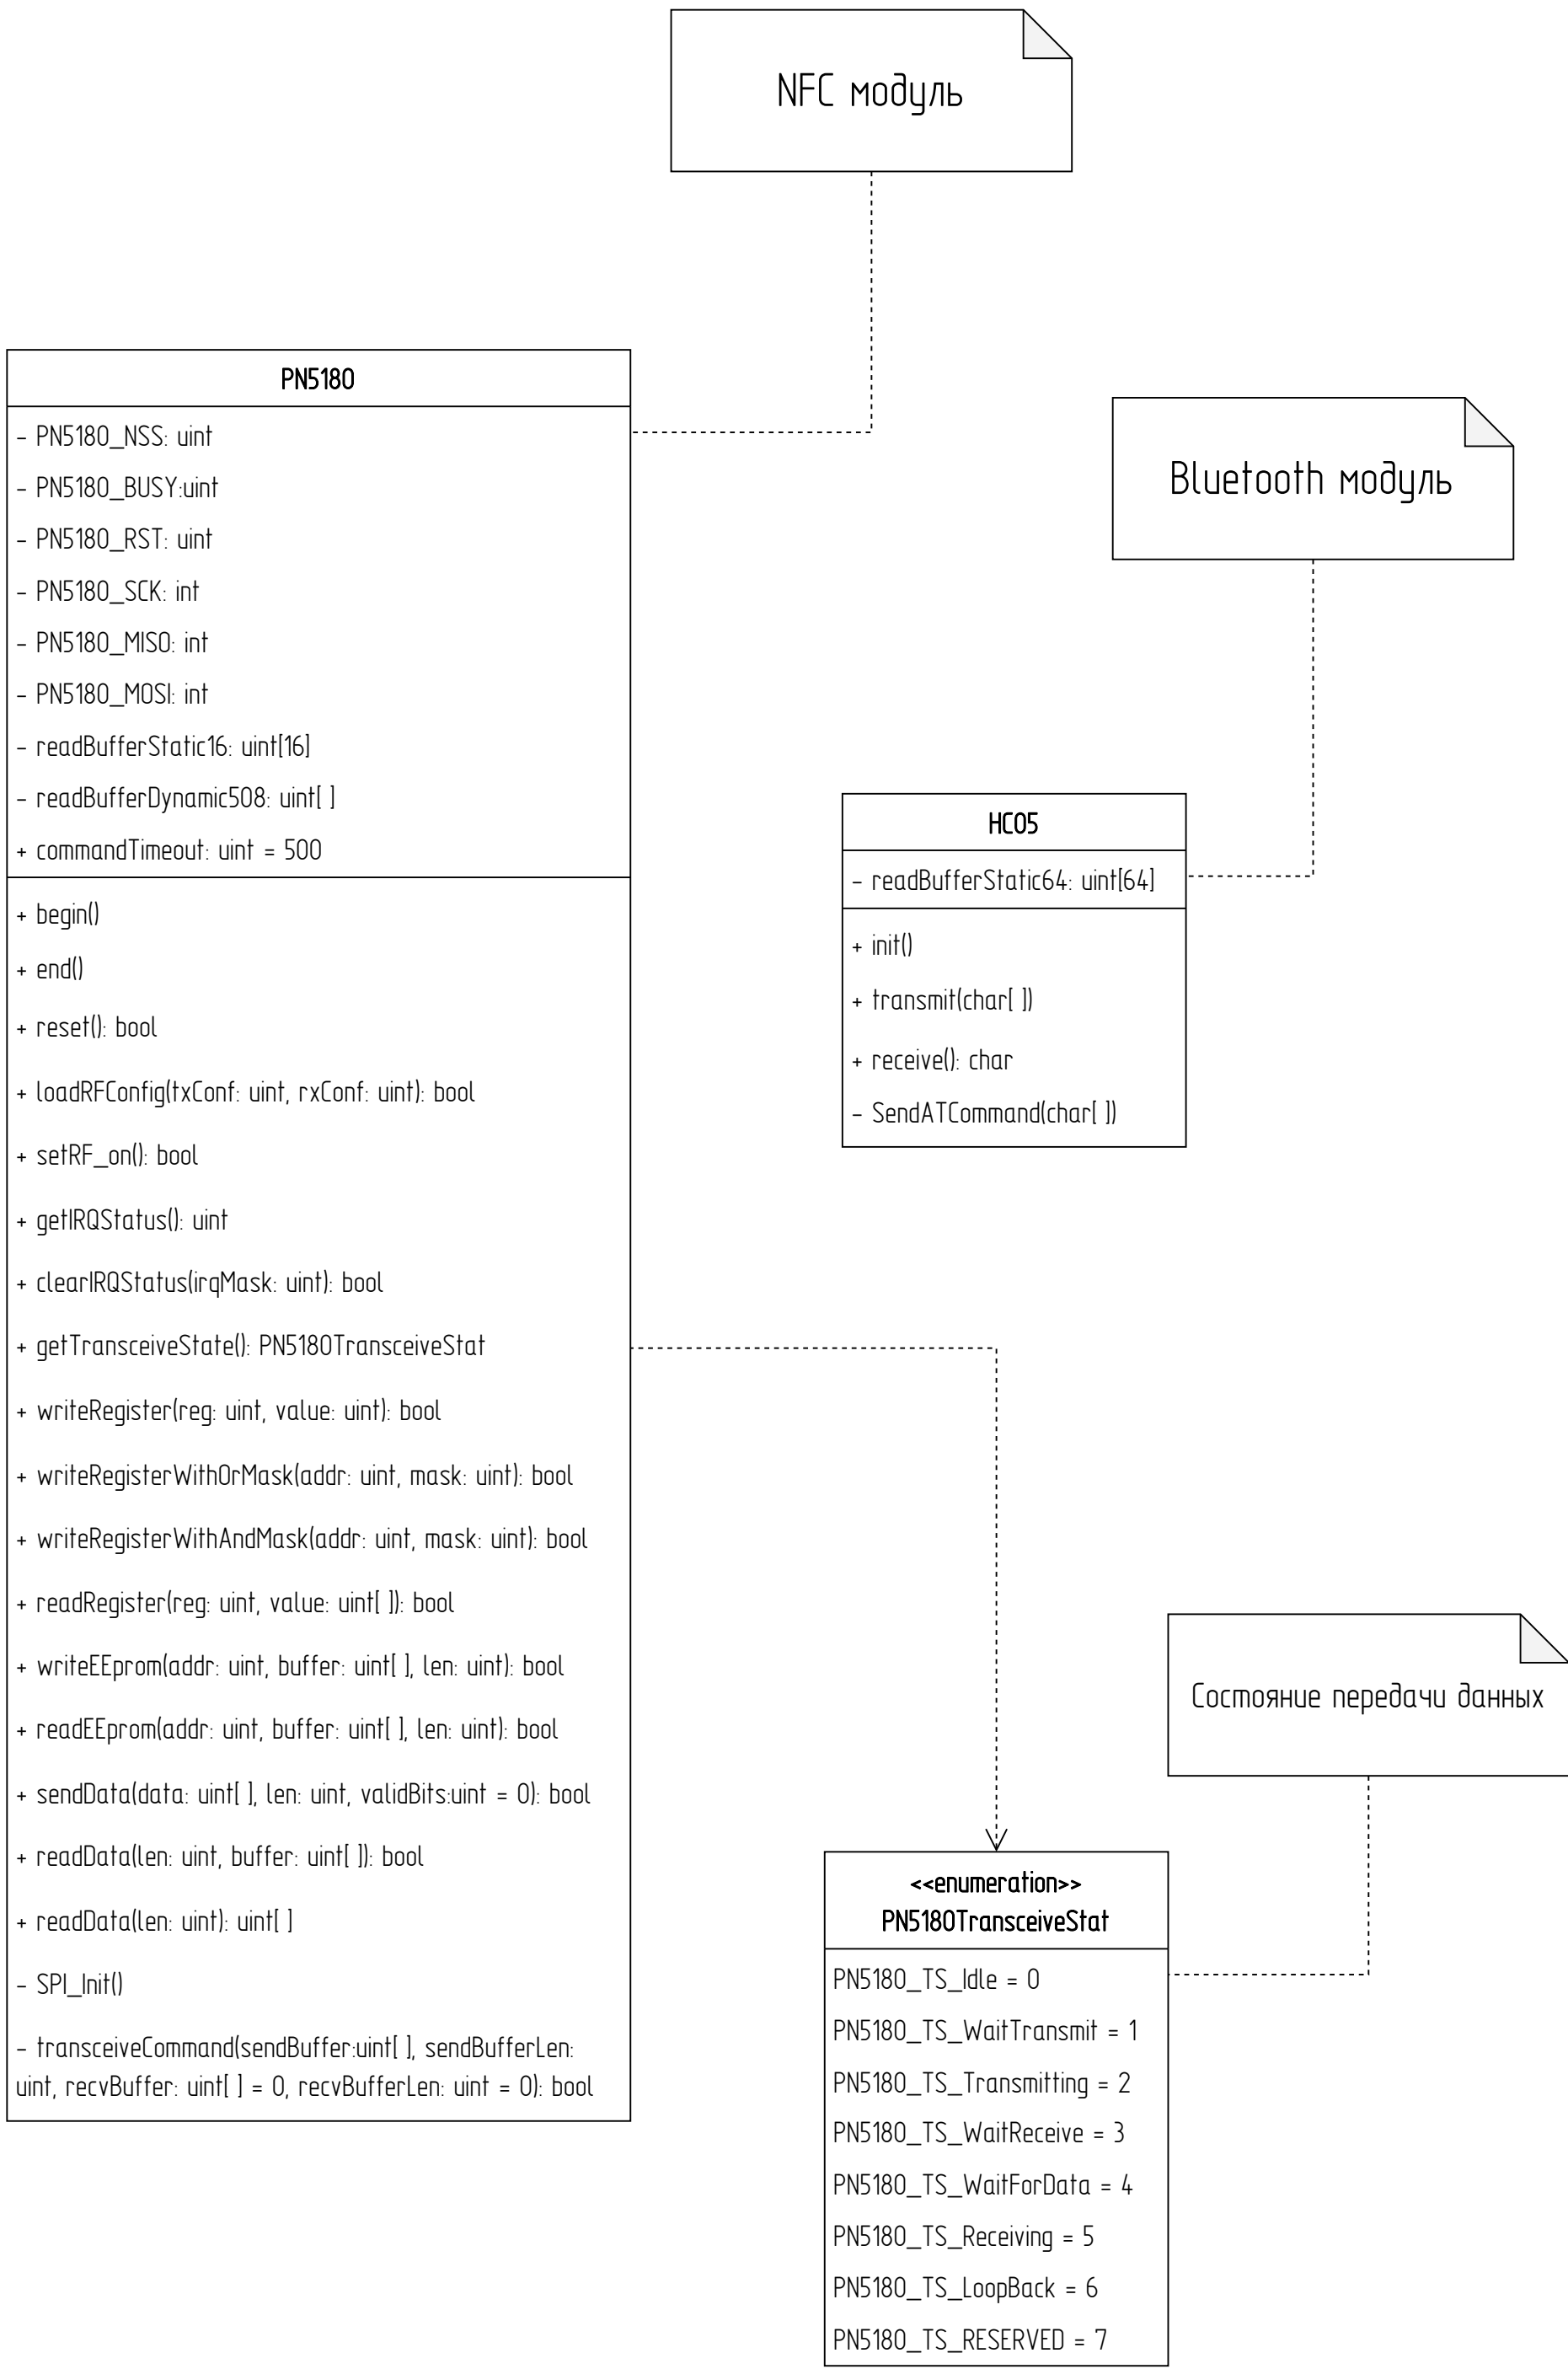 NFC модуль
PN5180
- PN5180_NSS: uint
- PN5180_BUSY:uint
- PN5180_RST: uint
- PN5180_SCK: int
- PN5180_MISO: int
- PN5180_MOSI: int
- readBufferStatic16: uint[16]
- readBufferDynamic508: uint[ ]
+ commandTimeout: uint = 500
+ begin()
+ end()
+ reset(): bool
+ loadRFConfig(txConf: uint, rxConf: uint): bool
+ setRF_on(): bool
+ getIRQStatus(): uint
+ clearIRQStatus(irqMask: uint): bool
+ getTransceiveState(): PN5180TransceiveStat
+ writeRegister(reg: uint, value: uint): bool
+ writeRegisterWithOrMask(addr: uint, mask: uint): bool
+ writeRegisterWithAndMask(addr: uint, mask: uint): bool
+ readRegister(reg: uint, value: uint[ ]): bool
+ writeEEprom(addr: uint, buffer: uint[ ], len: uint): bool
+ readEEprom(addr: uint, buffer: uint[ ], len: uint): bool
+ sendData(data: uint[ ], len: uint, validBits:uint = 0): bool
+ readData(len: uint, buffer: uint[ ]): bool
+ readData(len: uint): uint[ ]
- SPI_Init()
- transceiveCommand(sendBuffer:uint[ ], sendBufferLen:
uint, recvBuffer: uint[ ] = 0, recvBufferLen: uint = 0): bool
Bluetooth модуль
HC05
- readBufferStatic64: uint[64]
+ init()
+ transmit(char[ ])
+ receive(): char
- SendATCommand(char[ ])
Состояние передачи данных
<<enumeration>>
PN5180TransceiveStat
PN5180_TS_Idle = 0
PN5180_TS_WaitTransmit = 1
PN5180_TS_Transmitting = 2
PN5180_TS_WaitReceive = 3
PN5180_TS_WaitForData = 4
PN5180_TS_Receiving = 5
PN5180_TS_LoopBack = 6
PN5180_TS_RESERVED = 7